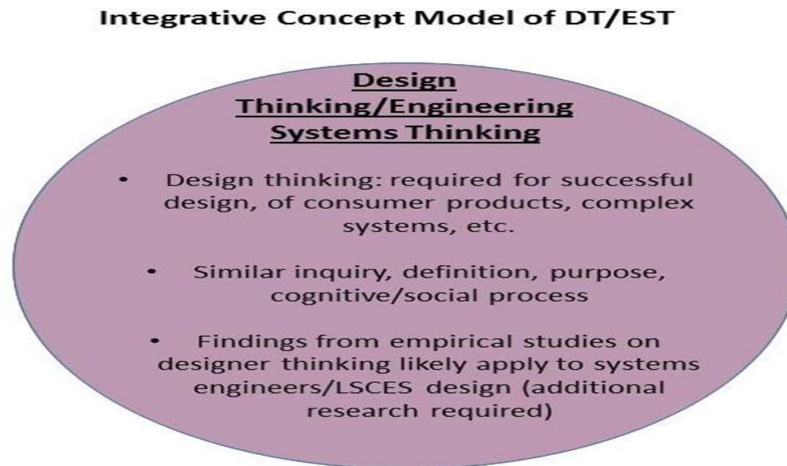 Integrative Concept Model of DT/EST
Design
Thinking/Engineering
Systems Thinking
• Design thinking: required for successful
design, of consumer products, complex
systems, etc.
• Similar inquiry, definition, purpose,
cognitive/social process
• Findings from empirical studies on
designer thinking likely apply to systems
engineers/LSCES design (additional
research required)